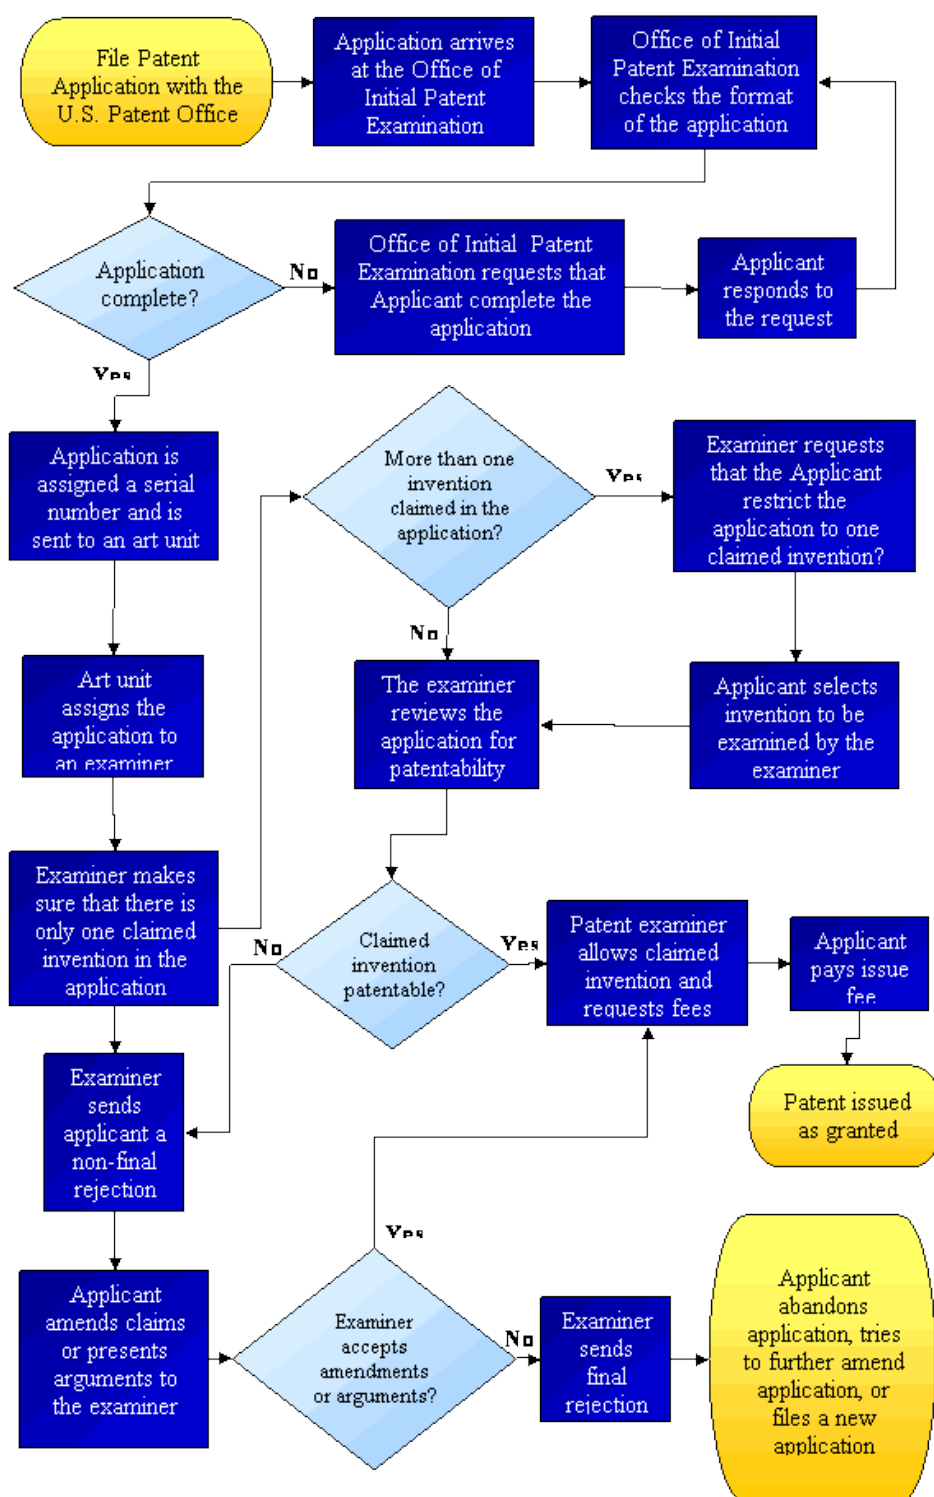 File Patent
Application with the
U.S. Patent Office
Application arrives
at the Office of
Initial Patent
Examination
Office of Initial
Patent Examination
checks the format
of the application
Application
complete?
No
Office of Initial Patent
Examination requests that
Applicant complete the
application
Applicant
responds to
the request
Yes
Application is
assigned a serial
number and is
sent to an art unit
More than one
invention
claimed in the
application?
Yes
Examiner requests
that the Applicant
restrict the
application to one
claimed invention?
No
Art unit
assigns the
application to
an examiner
The examiner
reviews the
application for
patentability
Applicant selects
invention to be
examined by the
examiner
Examiner makes
sure that there is
only one claimed
invention in the
application
No
Claimed
invention
patentable?
Yes
Patent examiner
allows claimed
invention and
requests fees
Applicant
pays issue
fee
Examiner
sends
applicant a
non-final
rejection
Patent issued
as granted
Yes
Applicant
amends claims
or presents
arguments to
the examiner
Examiner
accepts
amendments
or arguments?
No
Examiner
sends
final
rejection
Applicant
abandons
application, tries
to further amend
application, or
files a new
application